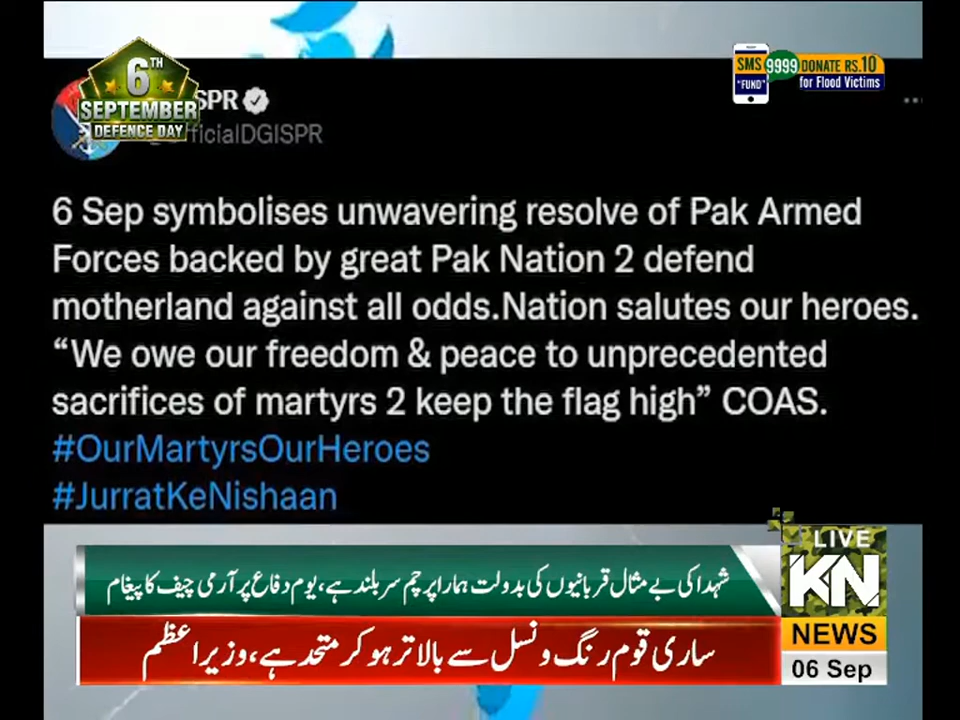 6TH
SEPTEMBER
DEFENCE DAY
SPR
fficialDGISPR
SMS
"FUND"
9999
DONATE RS.10
for Flood Victims
6 Sep symbolises unwavering resolve of Pak Armed
Forces backed by great Pak Nation 2 defend
motherland against all odds.Nation salutes our heroes.
“We owe our freedom & peace to unprecedented
sacrifices of martyrs 2 keep the flag high” COAS.
#OurMartyrsOurHeroes
#JurratKeNishaan
شہدا کی بے مثال قربانیوں کی بدولت ہمارا پرچم سربلند ہے، یوم دفاع پر آرمی چیف کا پیغام
ساری قوم رنگ و نسل سے بالاتر ہو کر متحد ہے، وزیراعظم
LIVE
KN
NEWS
06 Sep